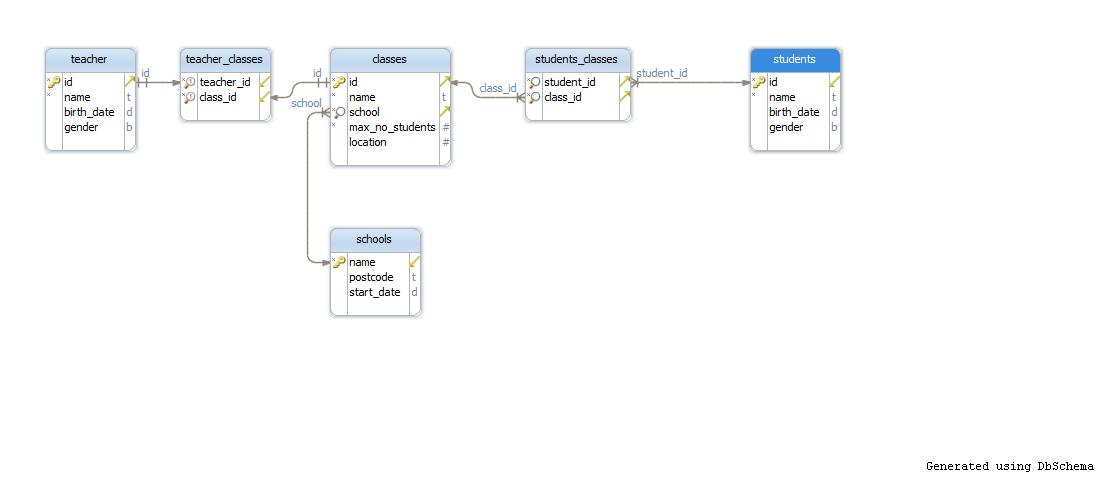 teacher
id
name t
birth_date d
gender b
id
teacher_classes
teacher_id
class_id
id
school
classes
id
name t
school
max_no_students #
location #
class_id
students_classes
student_id
class_id
student_id
students
id
name t
birth_date d
gender b
schools
name
postcode t
start_date d
Generated using DbSchema